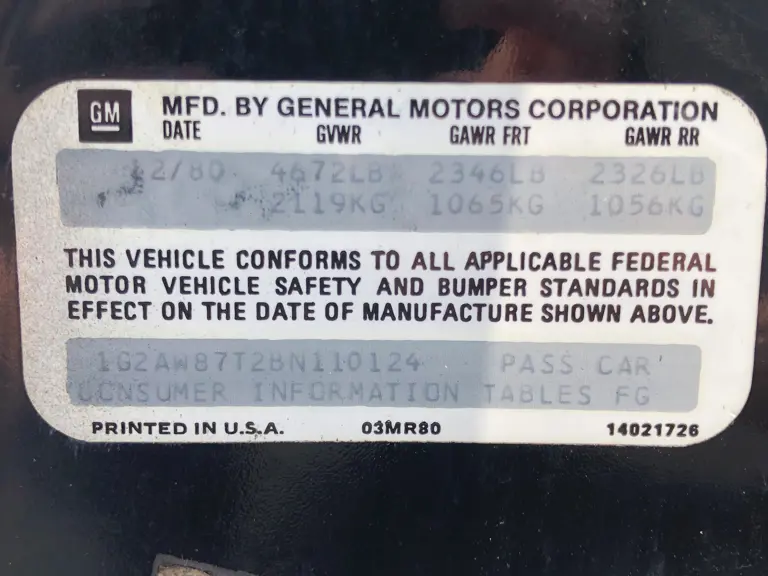 GM MFD. BY GENERAL MOTORS CORPORATION
DATE GVWR GAWR FRT GAWR RR
12/80 4672LB 2346LB 2326LB
2119KG 1065KG 1056KG
THIS VEHICLE CONFORMS TO ALL APPLICABLE FEDERAL
MOTOR VEHICLE SAFETY AND BUMPER STANDARDS IN
EFFECT ON THE DATE OF MANUFACTURE SHOWN ABOVE.
1G2AW87T2BN110124 PASS CAR
CONSUMER INFORMATION TABLES FG
PRINTED IN U.S.A. 03MR80 14021726